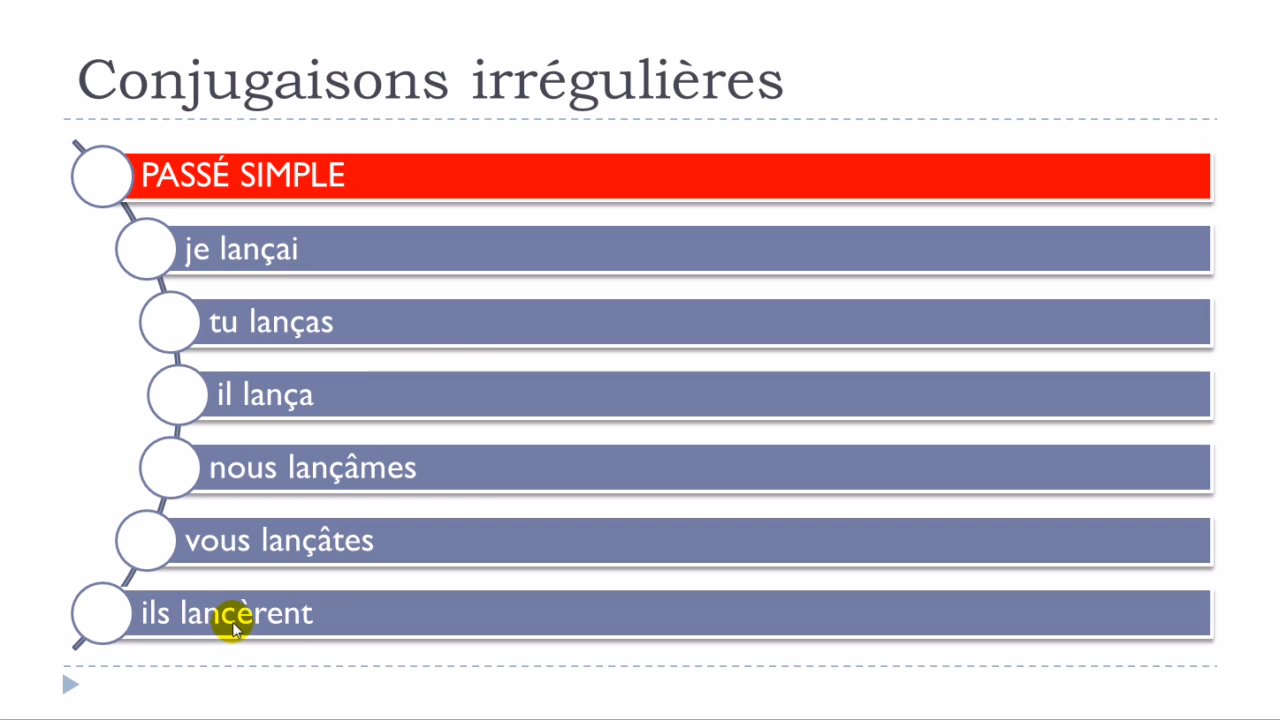 Conjugaisons irrégulières
PASSÉ SIMPLE
je lançai
tu lanças
il lança
nous lançâmes
vous lançâtes
ils lancèrent